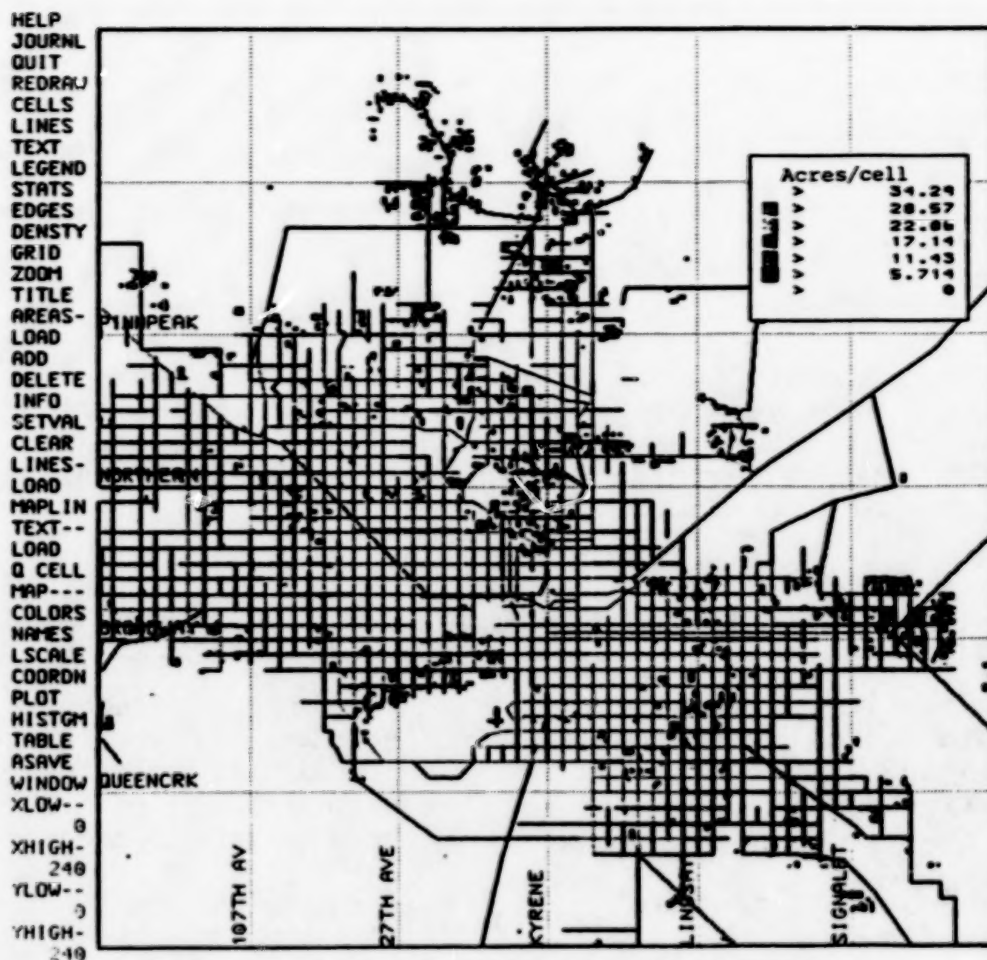 HELP
JOURNL
QUIT
REDRAW
CELLS
LINES
TEXT
LEGEND
STATS
EDGES
DENSTY
GRID
ZOOM
TITLE
AREAS-
LOAD
ADD
DELETE
INFO
SETVAL
CLEAR
LINES-
LOAD
MAPLIN
TEXT--
LOAD
Q CELL
MAP---
COLORS
NAMES
LSCALE
COORDN
PLOT
HISTGM
TABLE
ASAVE
WINDOW
XLOW--
0
XHIGH-
240
YLOW--
0
YHIGH-
240
Acres/cell
> 34.29
> 28.57
> 22.86
> 17.14
> 11.43
> 5.714
> 0
PINNPEAK
NORTHERN
QUEENCRK
107TH AV
27TH AVE
KYRENE
LINDSAY
SIGNALBT